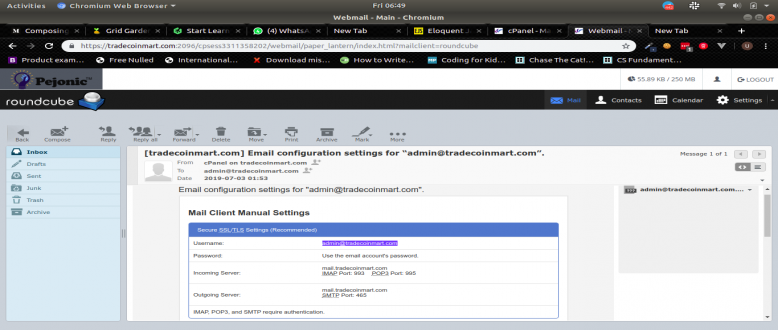 Activities Chromium Web Browser Fri 06:49
Webmail - Main - Chromium
Composing Grid Garden Start Learn (4) WhatsA New Tab Eloquent J cPanel - Ma Webmail - New Tab
https://tradecoinmart.com:2096/cpsess3311358202/webmail/paper_lantern/index.html?mailclient=roundcube
Product exam... Free Nulled International... Download mis... How to Write... Coding for Kid... Chase The Cat!... CS Fundament...
Pejonic 55.89 KB / 250 MB LOGOUT
roundcube Mail Contacts Calendar Settings
Back Compose Reply Reply all Forward Delete Move Print Archive Mark More
Inbox
Drafts
Sent
Junk
Trash
Archive
[tradecoinmart.com] Email configuration settings for "admin@tradecoinmart.com".
Message 1 of 1
From cPanel on tradecoinmart.com
To admin@tradecoinmart.com
Date 2019-07-03 01:53
Email configuration settings for "admin@tradecoinmart.com".
admin@tradecoinmart.com....
Mail Client Manual Settings
Secure SSL/TLS Settings (Recommended)
Username: admin@tradecoinmart.com
Password: Use the email account's password.
Incoming Server: mail.tradecoinmart.com
IMAP Port: 993 POP3 Port: 995
Outgoing Server: mail.tradecoinmart.com
SMTP Port: 465
IMAP, POP3, and SMTP require authentication.